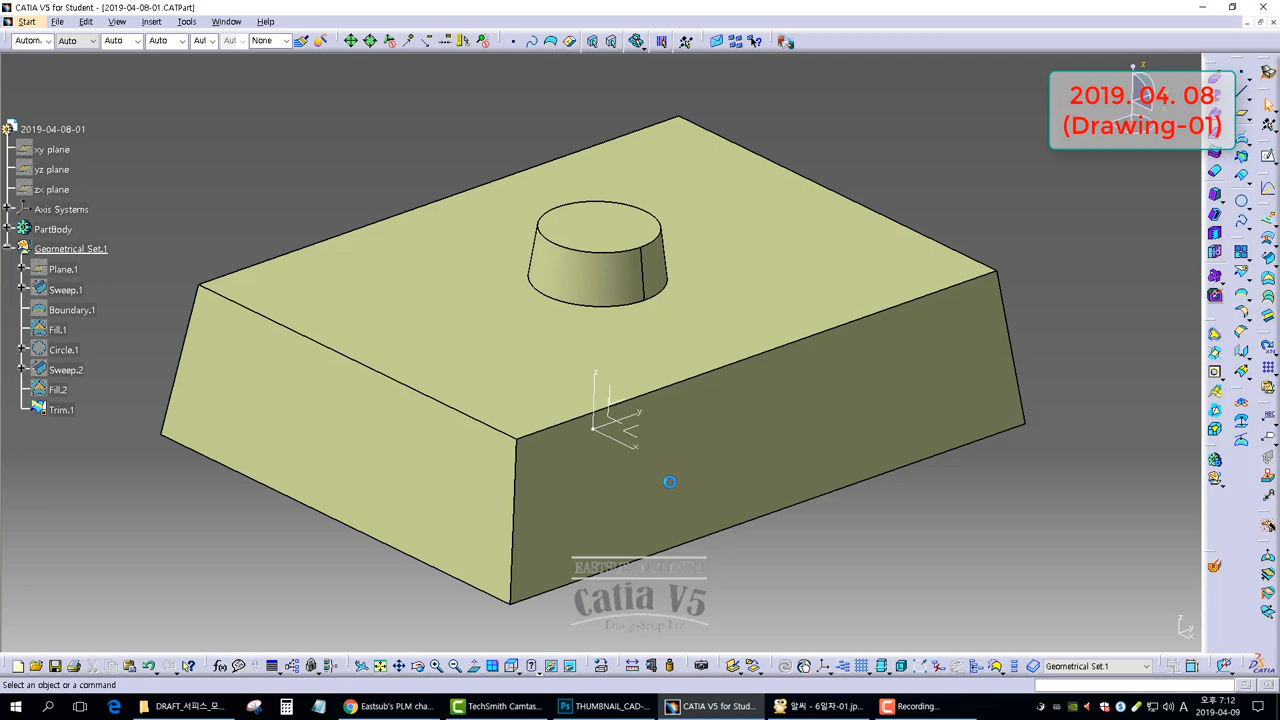 CATIA V5 for Student - [2019-04-08-01.CATPart]
Start File Edit View Insert Tools Window Help
Autom. Auto Auto Auto Aut Aut None
2019. 04. 08
(Drawing-01)
z
2019-04-08-01
xy plane
yz plane
zx plane
Axis Systems
PartBody
Geometrical Set.1
Plane.1
Sweep.1
Boundary.1
Fill.1
Circle.1
Sweep.2
Fill.2
Trim.1
z
y
x
Catia V5
Geometrical Set.1
CATIA
Select an object or a command
DRAFT_서피스_모... Eastsub's PLM cha... TechSmith Camtas... THUMBNAIL_CAD-... CATIA V5 for Stud... 알씨 - 6일자-01.jp... Recording... A 오후 7:12
2019-04-09